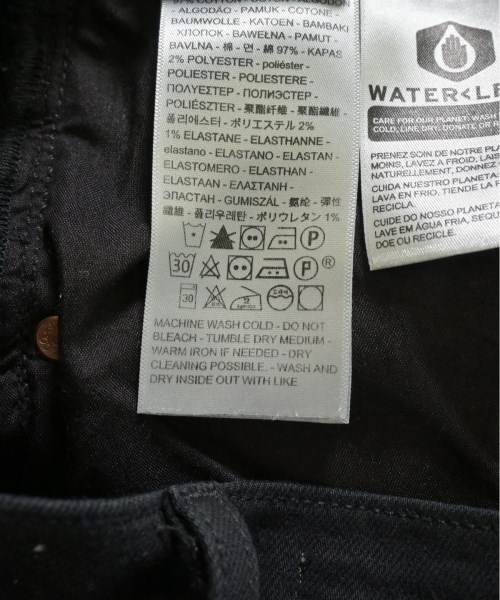 97% COTTON
ALGODÃO - PAMUK - COTONE -
BAUMWOLLE - KATOEN - BAMBAKI
- ХЛОПОК - BAWEŁNA - PAMUT -
BAVLNA - 棉 - 면 - 綿 97% - KAPAS
2% POLYESTER - poliéster -
POLIESTERE - POLIESTERE -
ПОЛУЕΣТЕР - ПОЛИЭСТЕР -
POLIÉSZTER - 聚酯纤维 - 聚酯纖維 -
폴리에스터 - ポリエステル 2%
1% ELASTANE - ELASTHANNE -
elastano - ELASTANO - ELASTAN -
ELASTOMERO - ELASTHAN -
ELASTAAN - ΕΛΑΣΤΑΝΗ -
ЭЛАСТАН - GUMISZÁL - 氨纶 - 彈性
纖維 - 폴리우레탄 - ポリウレタン 1%
P
30 P ®
30
MACHINE WASH COLD - DO NOT
BLEACH - TUMBLE DRY MEDIUM -
WARM IRON IF NEEDED - DRY
CLEANING POSSIBLE. - WASH AND
DRY INSIDE OUT WITH LIKE
WATER<LE
CARE FOR OUR PLANET: WASH
COLD, LINE DRY, DONATE OR R
PRENEZ SOIN DE NOTRE PLA
MOINS, LAVEZ A FROID, LAIS
NATURELLEMENT, DONNEZ
CUIDA NUESTRO PLANETA:
LAVA EN FRIO, TIENDE LA
RECICLA.
CUIDE DO NOSSO PLANETA
LAVE EM ÁGUA FRIA, SEQU
DOE OU RECICLE.